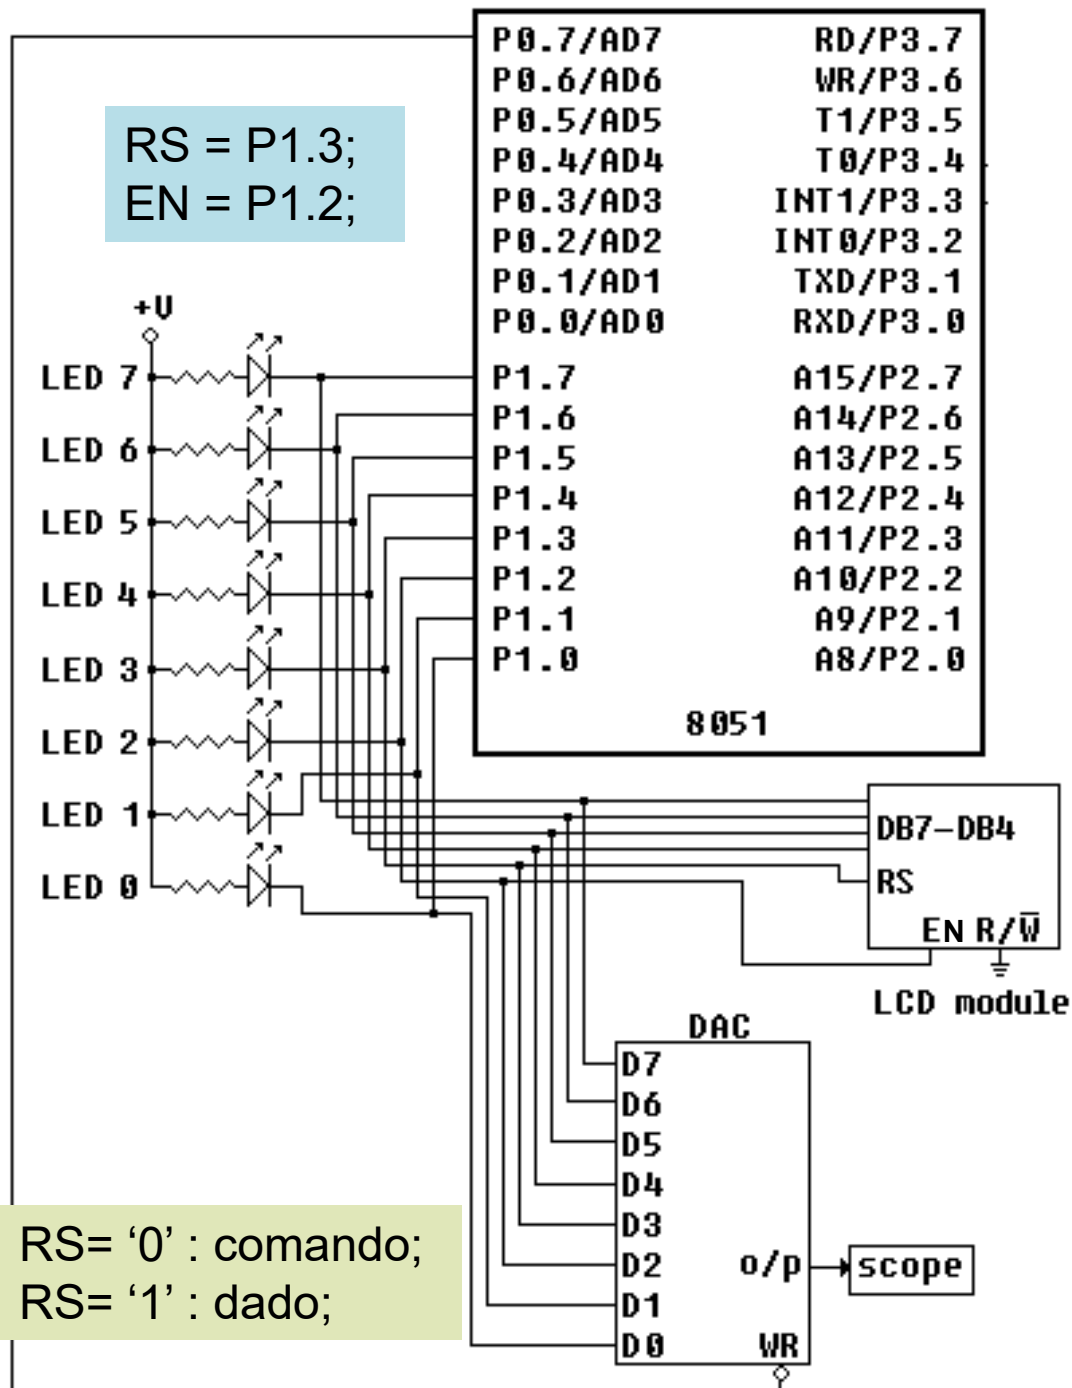 P0.7/AD7 RD/P3.7
P0.6/AD6 WR/P3.6
P0.5/AD5 T1/P3.5
P0.4/AD4 T0/P3.4
P0.3/AD3 INT1/P3.3
P0.2/AD2 INT0/P3.2
P0.1/AD1 TXD/P3.1
P0.0/AD0 RXD/P3.0
P1.7 A15/P2.7
P1.6 A14/P2.6
P1.5 A13/P2.5
P1.4 A12/P2.4
P1.3 A11/P2.3
P1.2 A10/P2.2
P1.1 A9/P2.1
P1.0 A8/P2.0
8051
RS = P1.3;
EN = P1.2;
+V
LED 7
LED 6
LED 5
LED 4
LED 3
LED 2
LED 1
LED 0
DB7-DB4
RS
EN R/W̅
LCD module
DAC
D7
D6
D5
D4
D3
D2
D1
D0
o/p
WR
scope
RS= ‘0’ : comando;
RS= ‘1’ : dado;